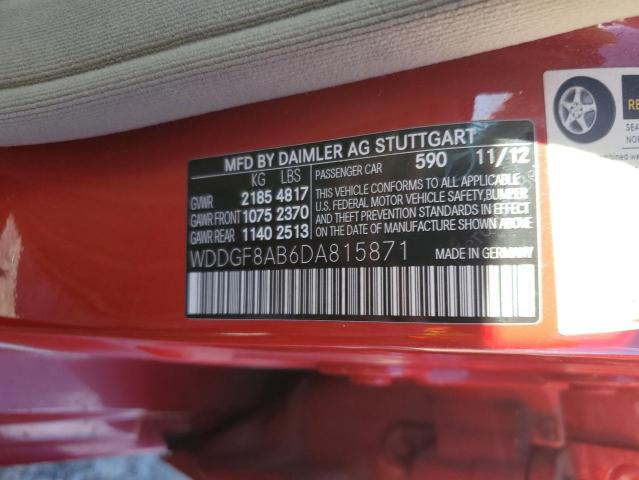 MFD BY DAIMLER AG STUTTGART
KG LBS
GVWR 2185 4817
GAWR FRONT 1075 2370
GAWR REAR 1140 2513
PASSENGER CAR 590 11/12
THIS VEHICLE CONFORMS TO ALL APPLICABLE
U.S. FEDERAL MOTOR VEHICLE SAFETY,BUMPER
AND THEFT PREVENTION STANDARDS IN EFFECT
ON THE DATE OF MANUFACTURE SHOWN ABOVE
WDDGF8AB6DA815871 MADE IN GERMANY